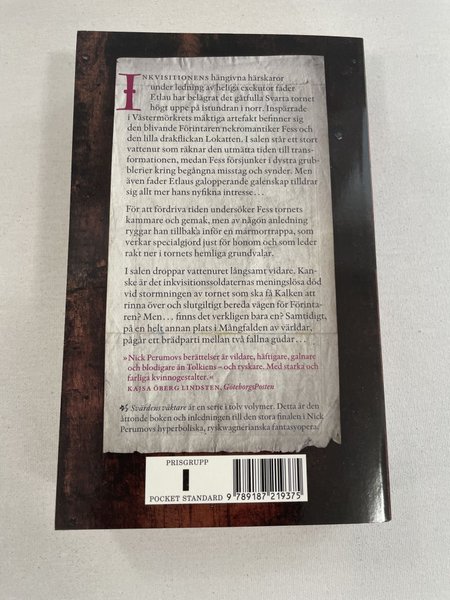 INKVISITIONENS hängivna härskaror
under ledning av heliga exekutor fader
Etlau har belägrat det gåtfulla Svarta tornet
högt uppe på istundran i norr. Inspärrade
i Västermörkrets mäktiga artefakt befinner sig
den blivande Förintaren nekromantiker Fess och
den lilla drakflickan Lokatten. I salen står ett stort
vattenur som räknar den utmätta tiden till trans-
formationen, medan Fess försjunker i dystra grub-
blerier kring begångna misstag och synder. Men
även fader Etlaus galopperande galenskap tilldrar
sig allt mer hans nyfikna intresse…
För att fördriva tiden undersöker Fess tornets
kammare och gemak, men av någon anledning
ryggar han tillbaka inför en marmortrappa, som
verkar specialgjord just för honom och som leder
rakt ner i tornets hemliga grundvalar.
I salen droppar vattenuret långsamt vidare. Kan-
ske är det inkvisitionssoldaternas meningslösa död
vid stormningen av tornet som ska få Kalken att
rinna över och slutgiltigt bereda vägen för Förinta-
ren? Men… finns det verkligen bara en? Samtidigt,
på en helt annan plats i Mångfalden av världar,
pågår ett brädparti mellan två fallna gudar…
»Nick Perumovs berättelser är vildare, häftigare, galnare
och blodigare än Tolkiens – och ryskare. Med starka och
farliga kvinnogestalter.«
KAJSA ÖBERG LINDSTEN, GöteborgsPosten
Svärdens väktare är en serie i tolv volymer. Detta är den
åttonde boken och inledningen till den stora finalen i Nick
Perumovs hyperboliska, ryskwagnerianska fantasyopera.
PRISGRUPP
I
POCKET STANDARD
9 789187 219375